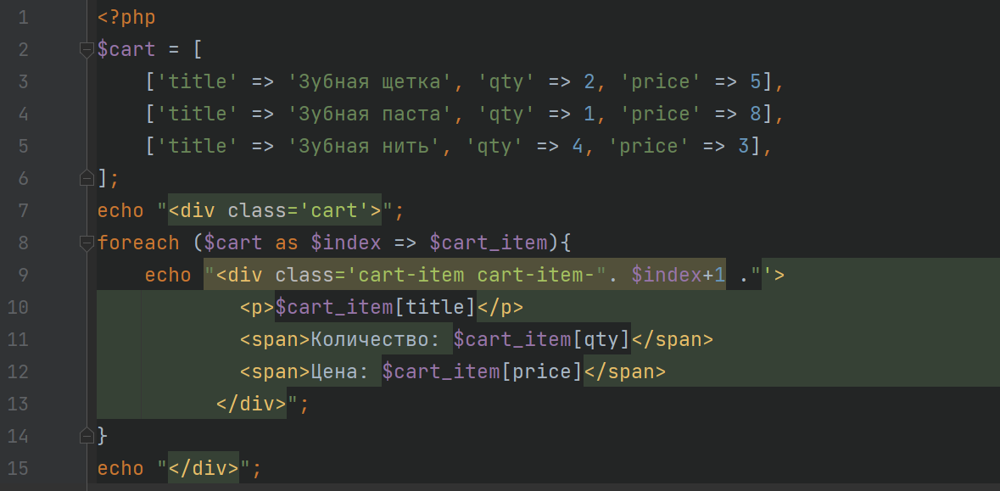 1 <?php
2 $cart = [
3     ['title' => 'Зубная щетка', 'qty' => 2, 'price' => 5],
4     ['title' => 'Зубная паста', 'qty' => 1, 'price' => 8],
5     ['title' => 'Зубная нить', 'qty' => 4, 'price' => 3],
6 ];
7 echo "<div class='cart'>";
8 foreach ($cart as $index => $cart_item){
9     echo "<div class='cart-item cart-item-". $index+1 ."'>
10             <p>$cart_item[title]</p>
11             <span>Количество: $cart_item[qty]</span>
12             <span>Цена: $cart_item[price]</span>
13           </div>";
14 }
15 echo "</div>";